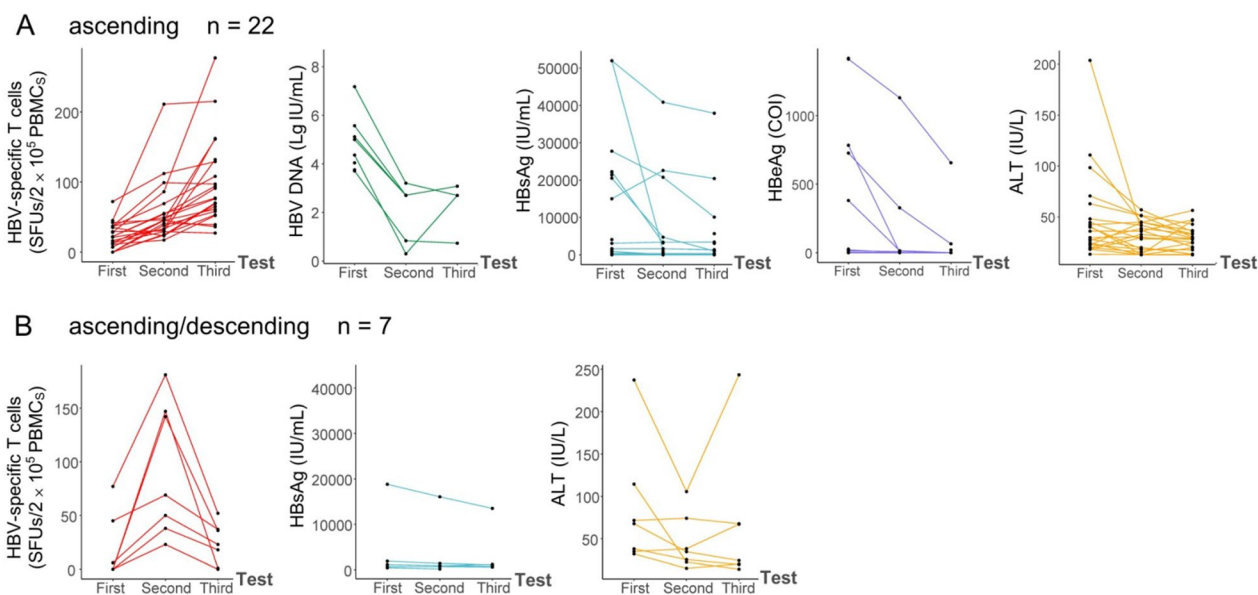 A ascending n = 22
HBV-specific T cells
(SFUs/2 × 10⁵ PBMCs)
200
100
0
First Second Third Test
HBV DNA (Lg IU/mL)
8
6
4
2
0
First Second Third Test
HBsAg (IU/mL)
50000
40000
30000
20000
10000
0
First Second Third Test
HBeAg (COI)
1000
500
0
First Second Third Test
ALT (IU/L)
200
150
100
50
First Second Third Test
B ascending/descending n = 7
HBV-specific T cells
(SFUs/2 × 10⁵ PBMCs)
150
100
50
0
First Second Third Test
HBsAg (IU/mL)
40000
30000
20000
10000
0
First Second Third Test
ALT (IU/L)
250
200
150
100
50
First Second Third Test